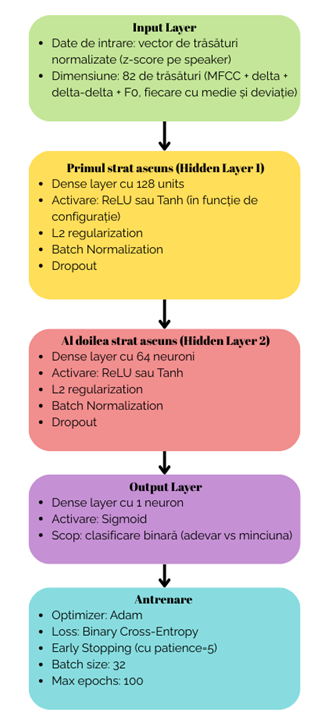 Input Layer
• Date de intrare: vector de trăsături
normalizate (z-score pe speaker)
• Dimensiune: 82 de trăsături (MFCC + delta +
delta-delta + F0, fiecare cu medie și deviație)
Primul strat ascuns (Hidden Layer 1)
• Dense layer cu 128 units
• Activare: ReLU sau Tanh (în funcție de
configurație)
• L2 regularization
• Batch Normalization
• Dropout
Al doilea strat ascuns (Hidden Layer 2)
• Dense layer cu 64 neuroni
• Activare: ReLU sau Tanh
• L2 regularization
• Batch Normalization
• Dropout
Output Layer
• Dense layer cu 1 neuron
• Activare: Sigmoid
• Scop: clasificare binară (adevar vs minciuna)
Antrenare
• Optimizer: Adam
• Loss: Binary Cross-Entropy
• Early Stopping (cu patience=5)
• Batch size: 32
• Max epochs: 100